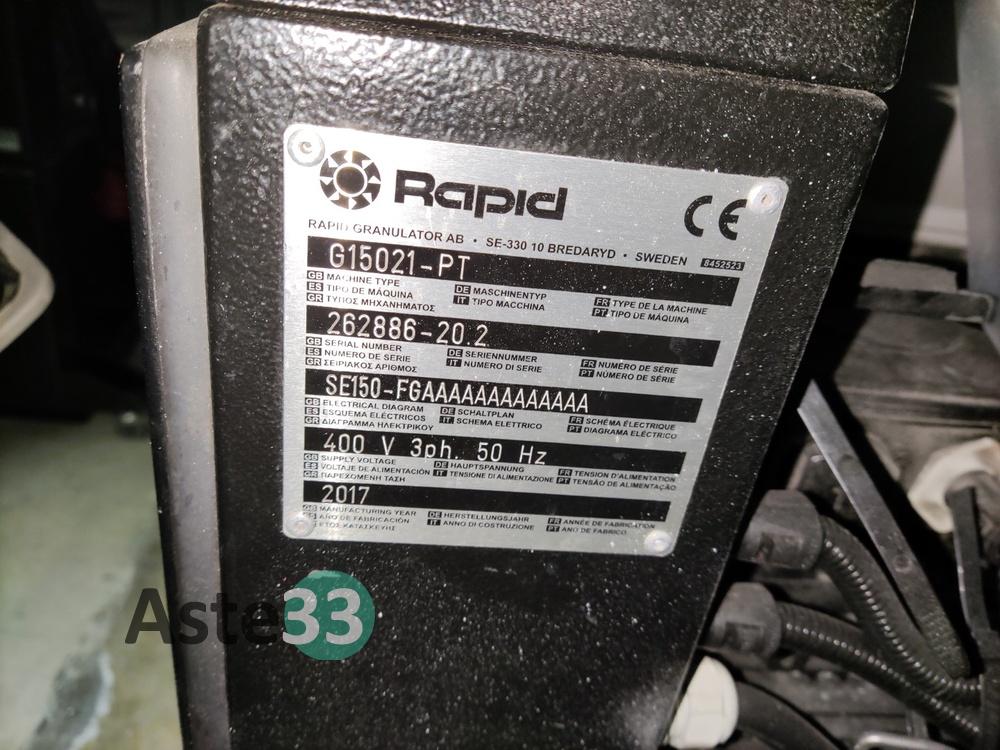 Rapid CE
RAPID GRANULATOR AB · SE-330 10 BREDARYD · SWEDEN 8452523
G15021-PT
GB MACHINE TYPE DE MASCHINENTYP FR TYPE DE LA MACHINE
ES TIPO DE MÁQUINA IT TIPO MACCHINA PT TIPO DE MÁQUINA
GR ΤΥΠΟΣ ΜΗΧΑΝΗΜΑΤΟΣ
262886-20.2
GB SERIAL NUMBER DE SERIENNUMMER FR NUMÉRO DE SÉRIE
ES NÚMERO DE SERIE IT NUMERO DI SERIE PT NÚMERO DE SÉRIE
GR ΣΕΙΡΙΑΚΟΣ ΑΡΙΘΜΟΣ
SE150-FGAAAAAAAAAAAAA
GB ELECTRICAL DIAGRAM DE SCHALTPLAN FR SCHÉMA ÉLECTRIQUE
ES ESQUEMA ELÉCTRICOS IT SCHEMA ELETTRICO PT DIAGRAMA ELÉCTRICO
GR ΔΙΑΓΡΑΜΜΑ ΗΛΕΚΤΡΙΚΟΥ
400 V 3ph. 50 Hz
GB SUPPLY VOLTAGE DE HAUPTSPANNUNG FR TENSION D'ALIMENTATION
ES VOLTAJE DE ALIMENTACIÓN IT TENSIONE DI ALIMENTAZIONE PT TENSÃO DE ALIMENTAÇÃO
GR ΠΑΡΕΧΟΜΕΝΗ ΤΑΣΗ
2017
GB MANUFACTURING YEAR DE HERSTELLUNGSJAHR FR ANNÉE DE FABRICATION
ES AÑO DE FABRICACIÓN IT ANNO DI COSTRUZIONE PT ANO DE FABRICO
ΕΤΟΣ ΚΑΤΑΣΚΕΥΗΣ
Aste33